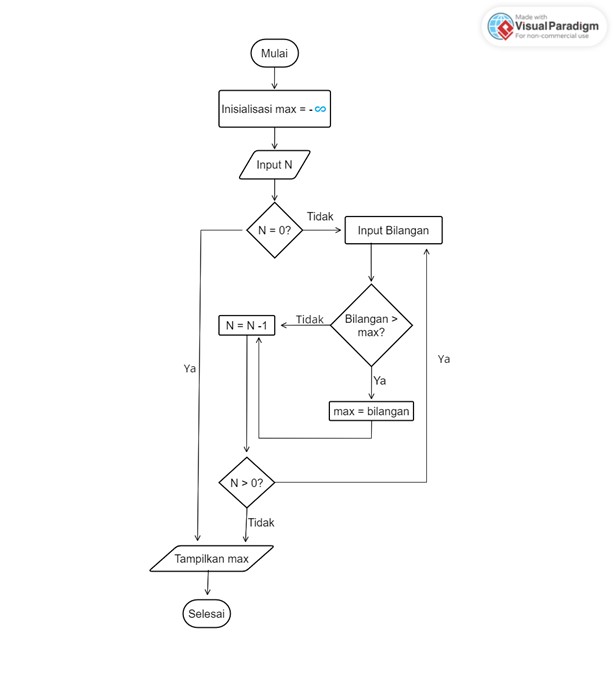 Made with
Visual Paradigm
For non-commercial use
Mulai
Inisialisasi max = - ∞
Input N
N = 0?
Tidak
Input Bilangan
Bilangan >
max?
Tidak
N = N -1
Ya
max = bilangan
Ya
Ya
N > 0?
Tidak
Tampilkan max
Selesai